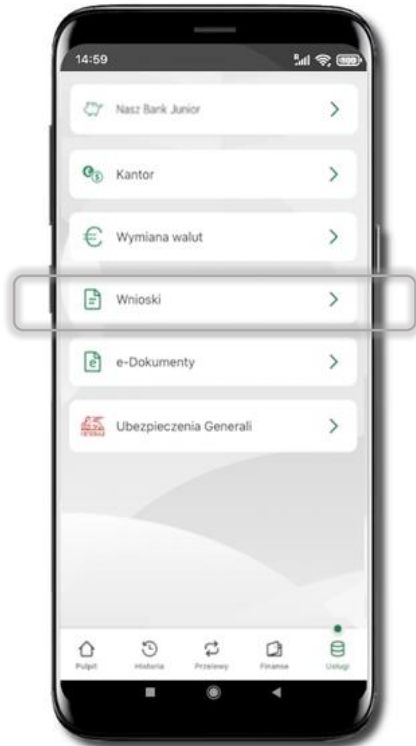 14:59
Nasz Bank Junior
Kantor
Wymiana walut
Wnioski
e-Dokumenty
Ubezpieczenia Generali
Pulpit
Historia
Przelewy
Finanse
Usługi